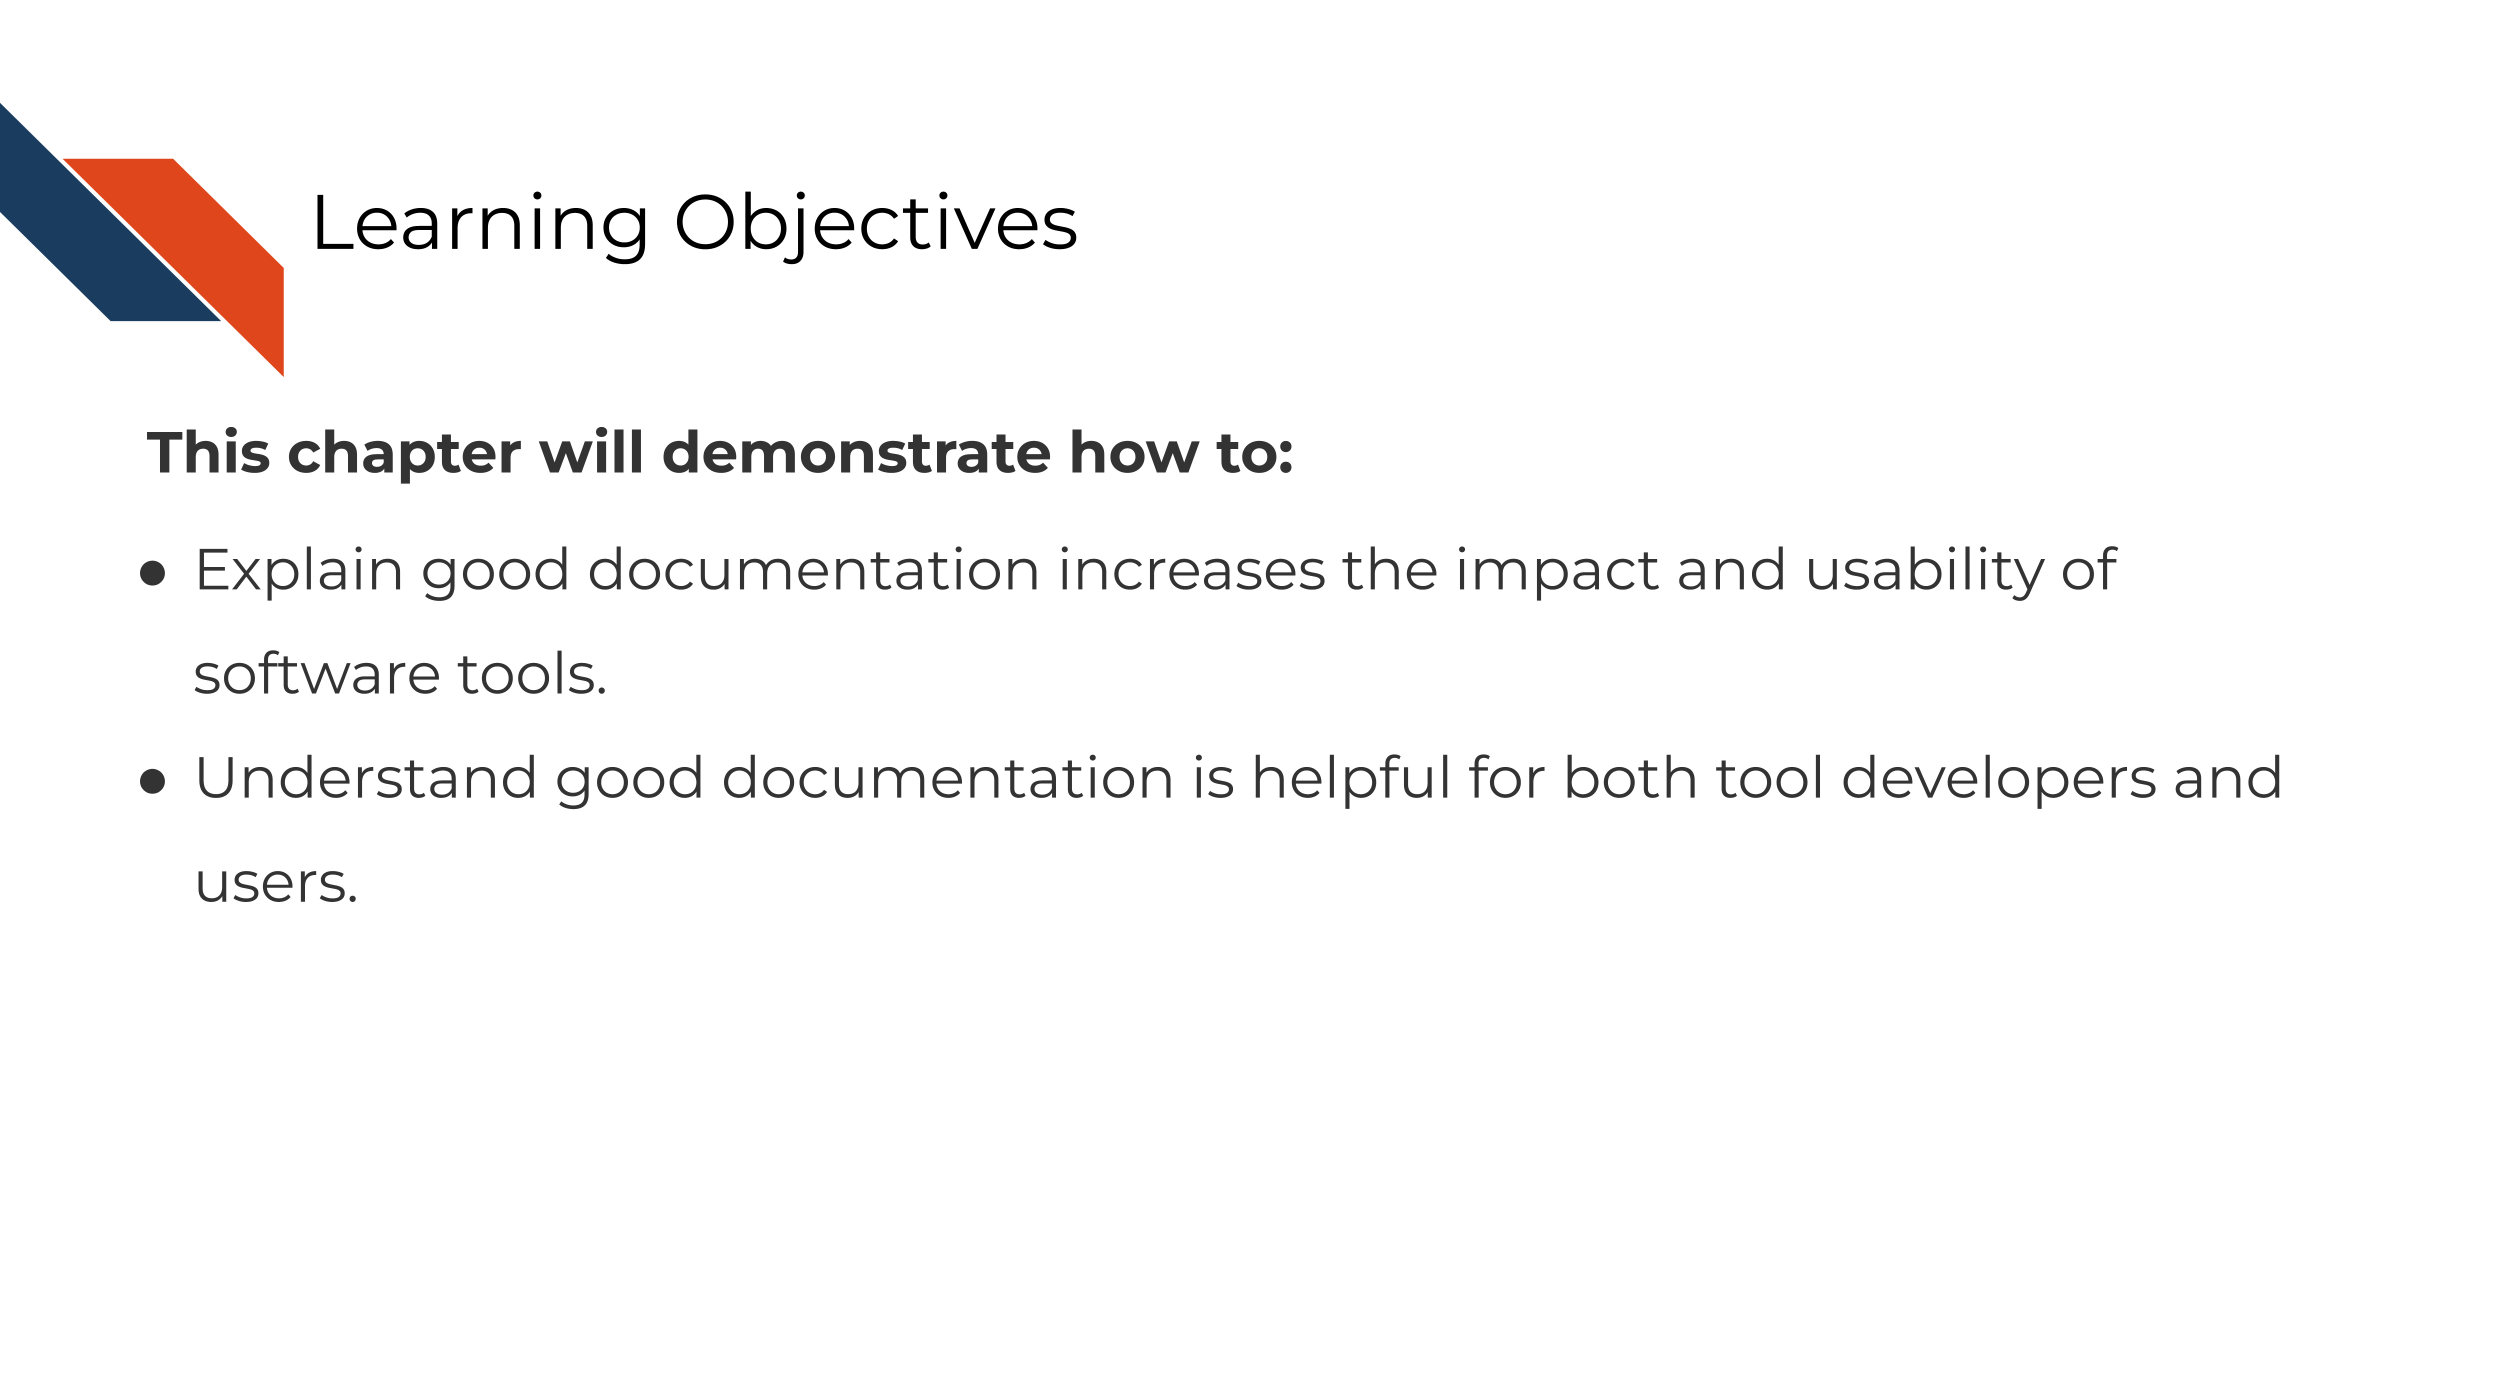 Learning Objectives
This chapter will demonstrate how to:
● Explain good documentation increases the impact and usability of
software tools.
● Understand good documentation is helpful for both tool developers and
users.